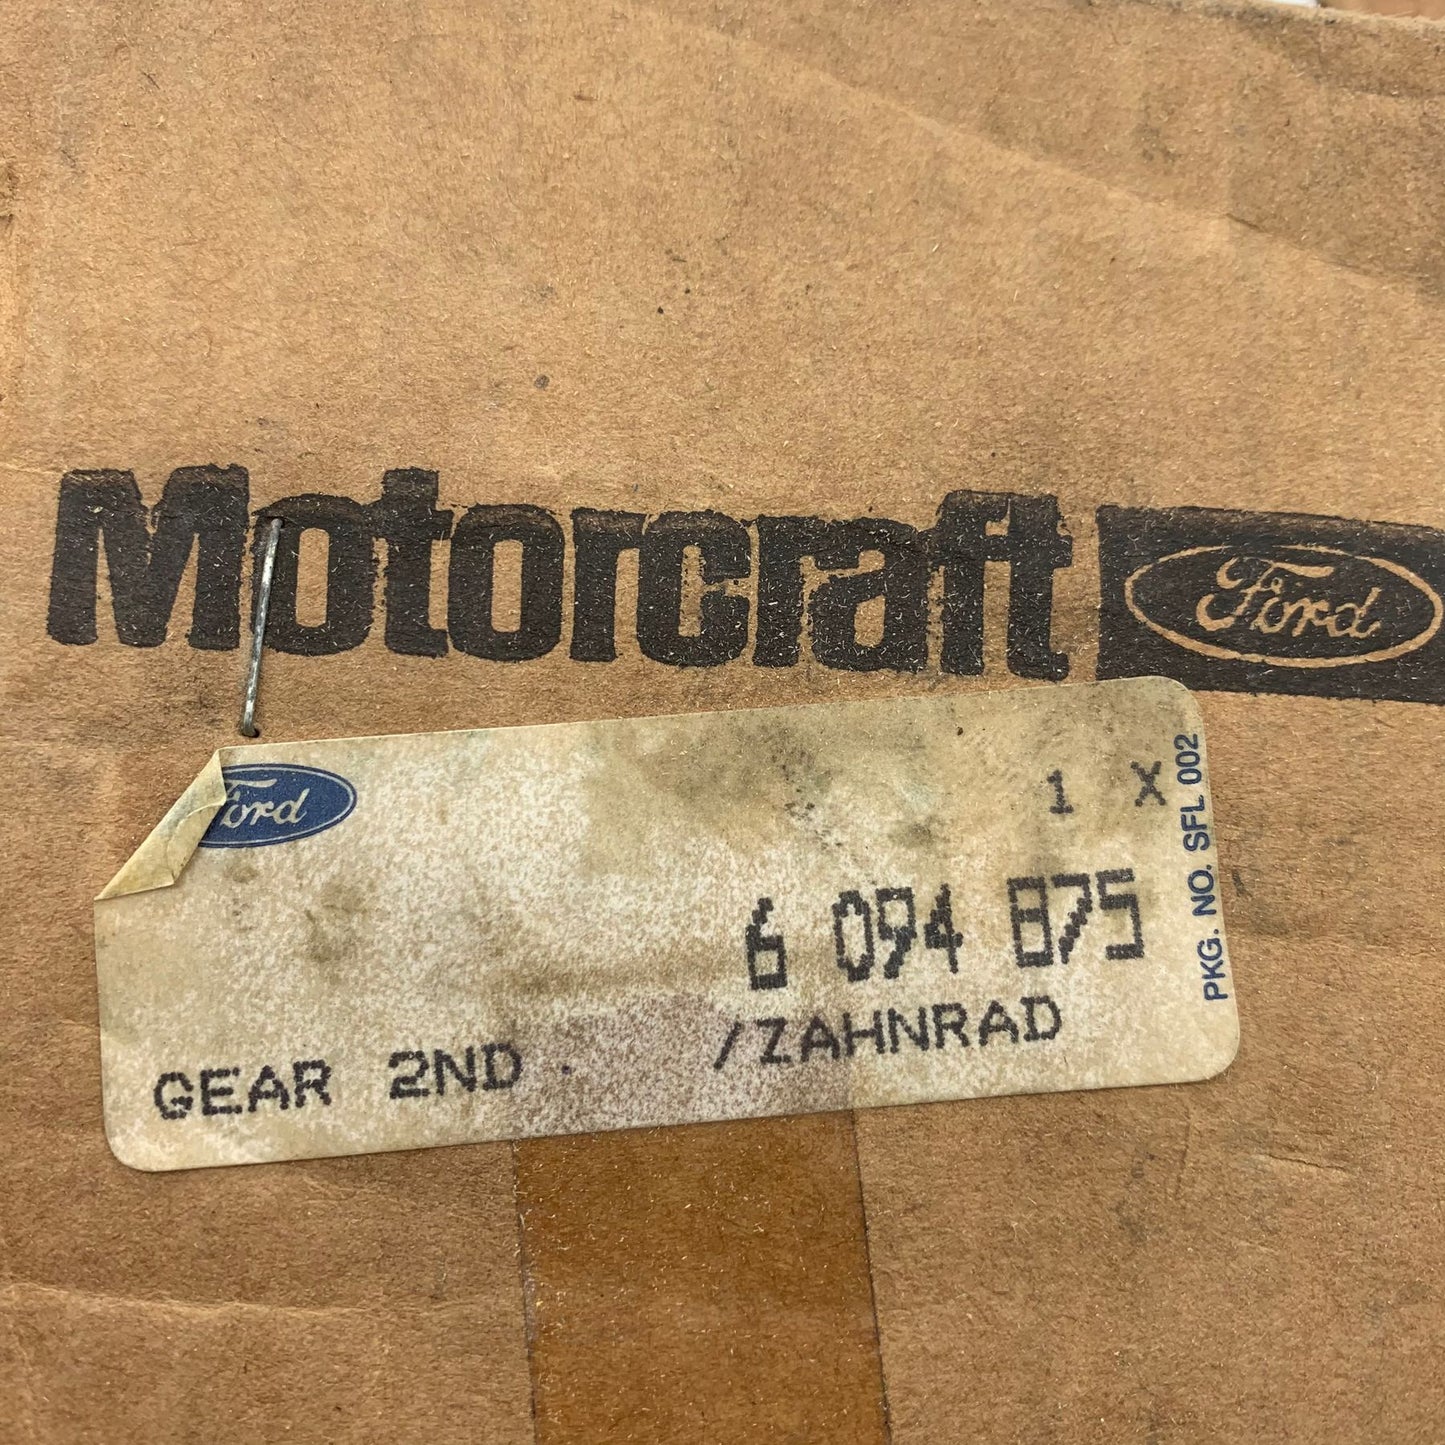 Motorcraft Ford
Ford
1 X
6 094 875
GEAR 2ND. /ZAHNRAD
PKG. NO. SFL 002